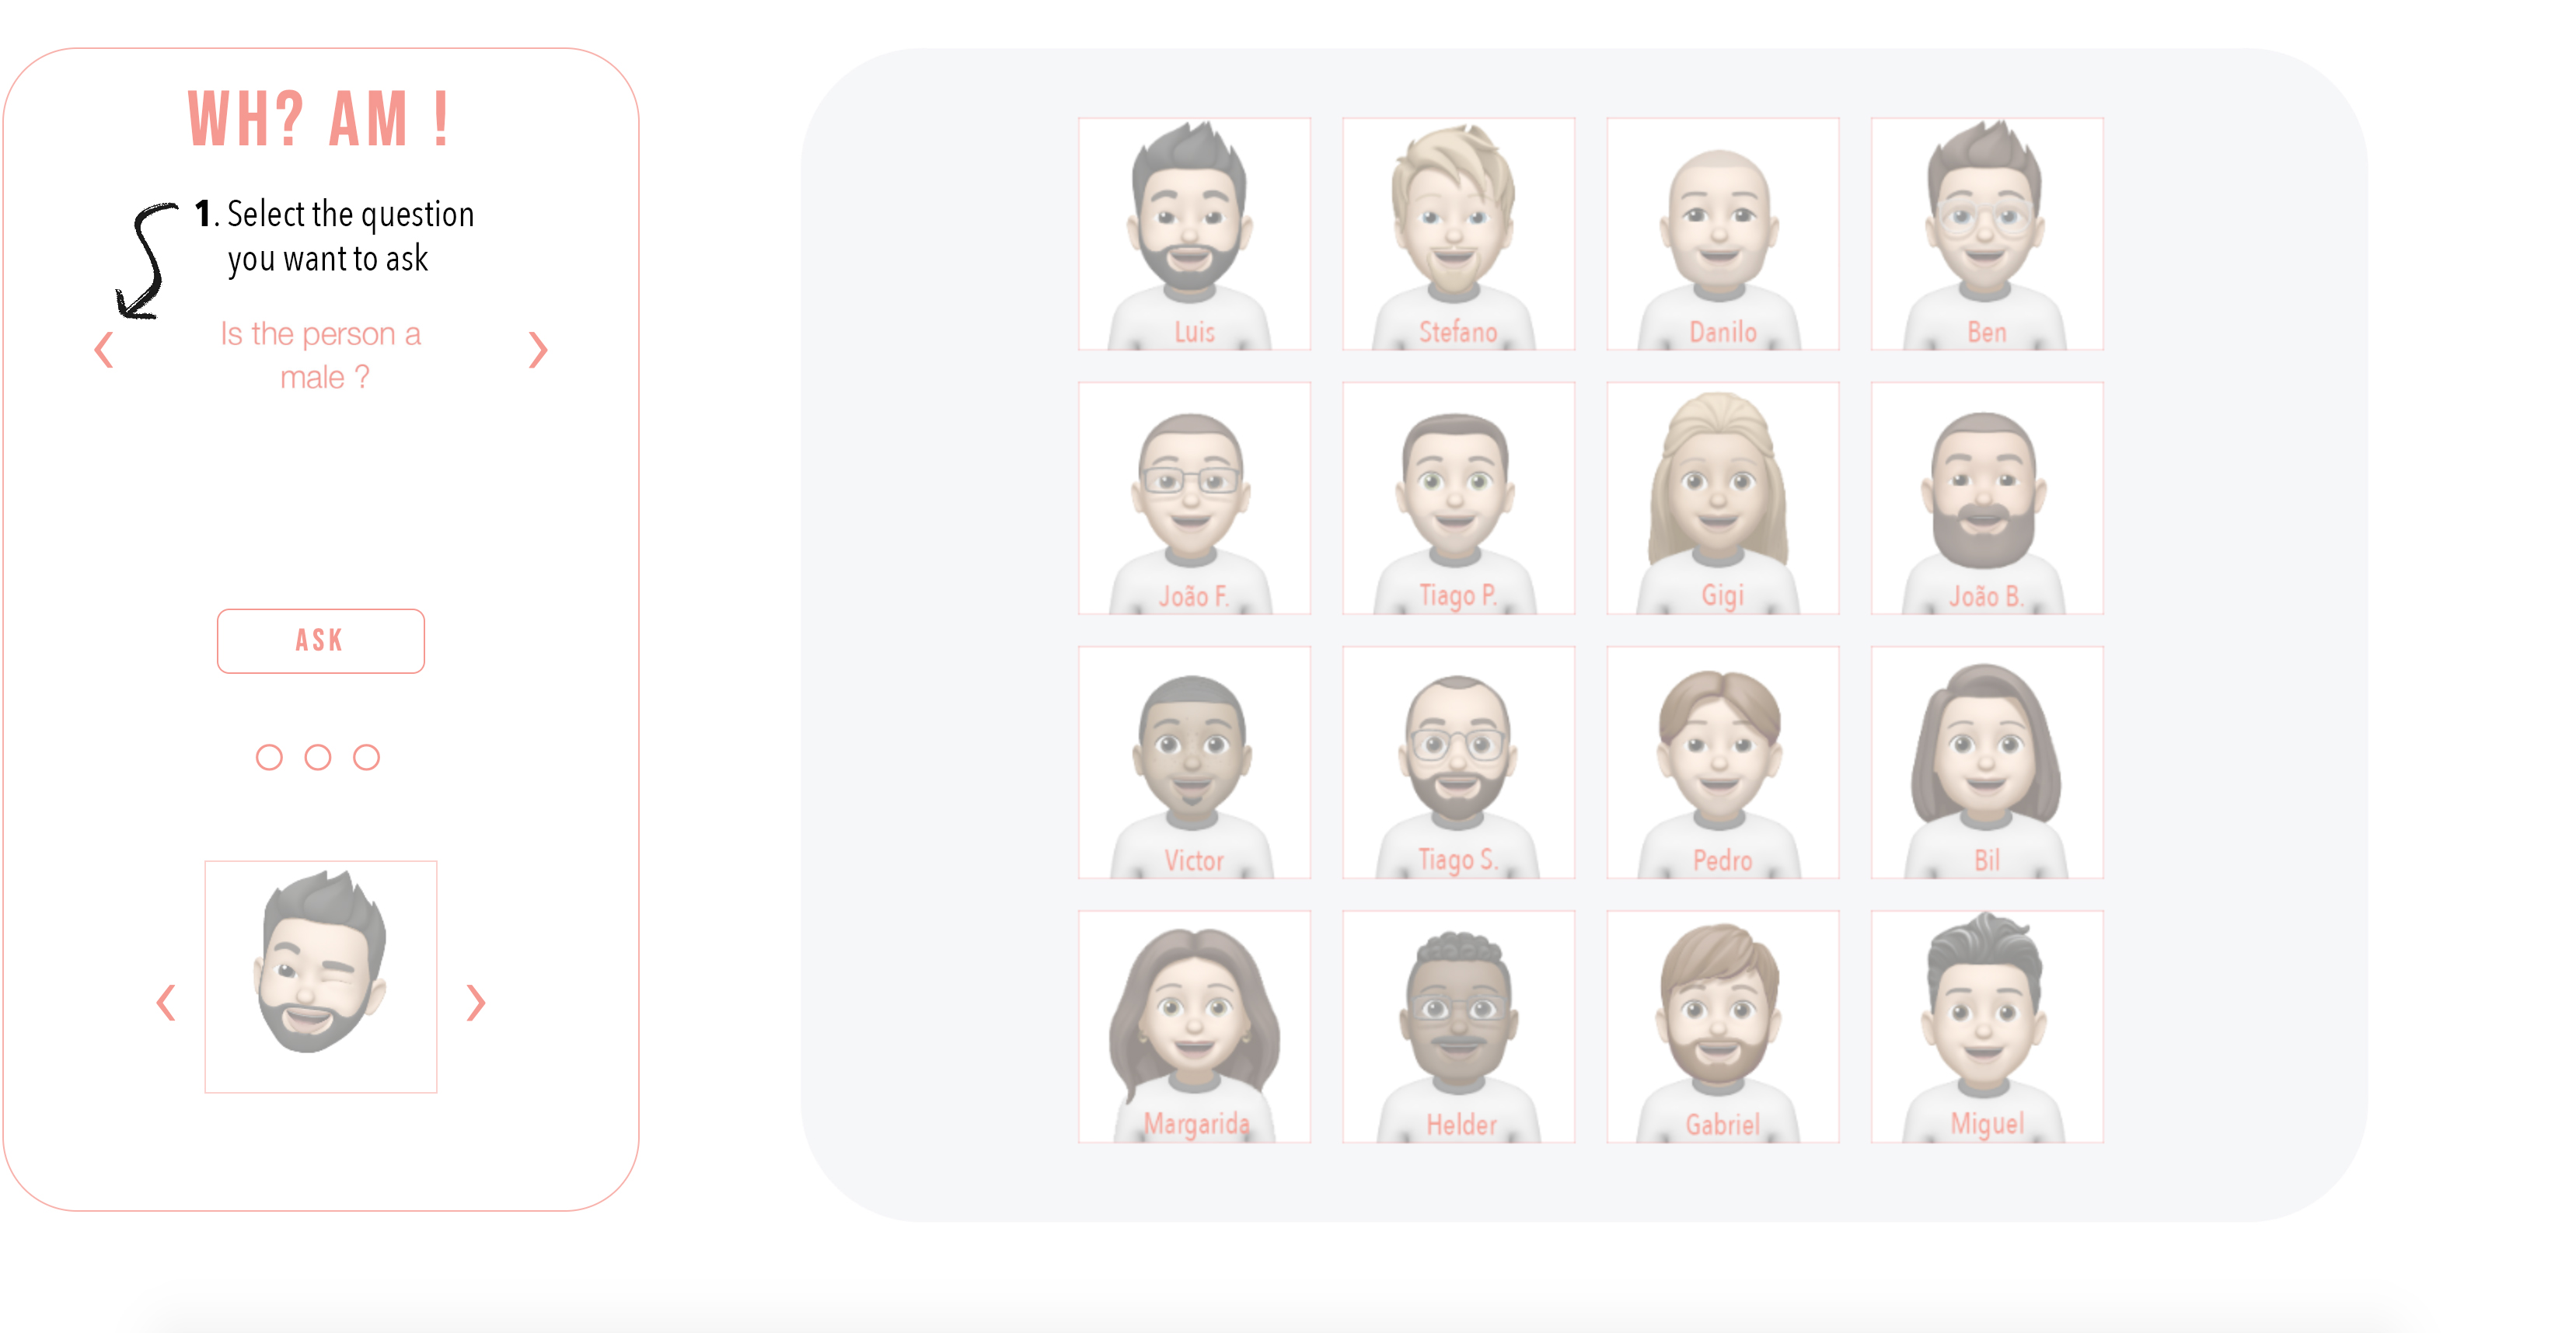 WH? AM !
1. Select the question
you want to ask
Is the person a
male ?
ASK
Luis
Stefano
Danilo
Ben
João F.
Tiago P.
Gigi
João B.
Victor
Tiago S.
Pedro
Bil
Margarida
Helder
Gabriel
Miguel